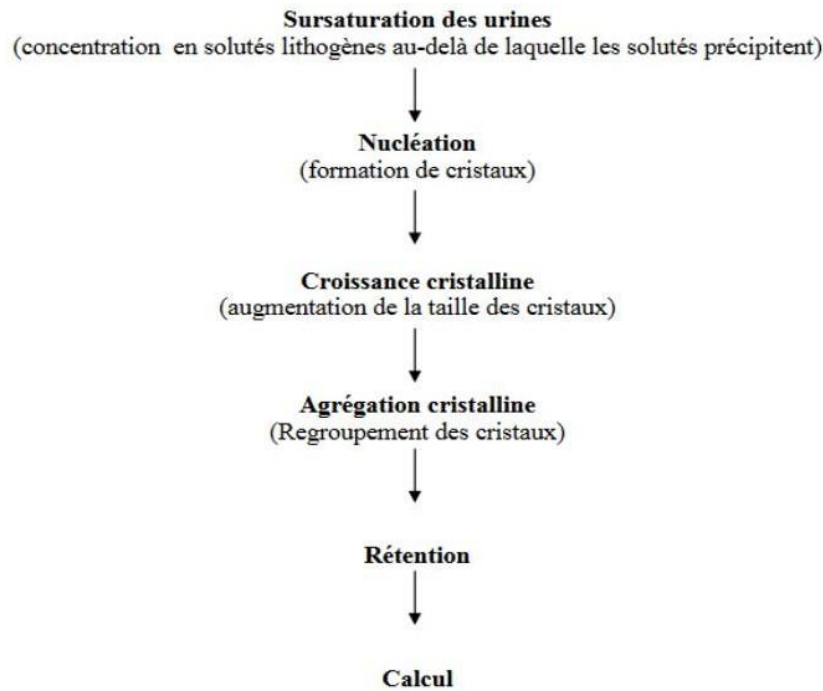 Sursaturation des urines
(concentration en solutés lithogènes au-delà de laquelle les solutés précipitent)
Nucléation
(formation de cristaux)
Croissance cristalline
(augmentation de la taille des cristaux)
Agrégation cristalline
(Regroupement des cristaux)
Rétention
Calcul